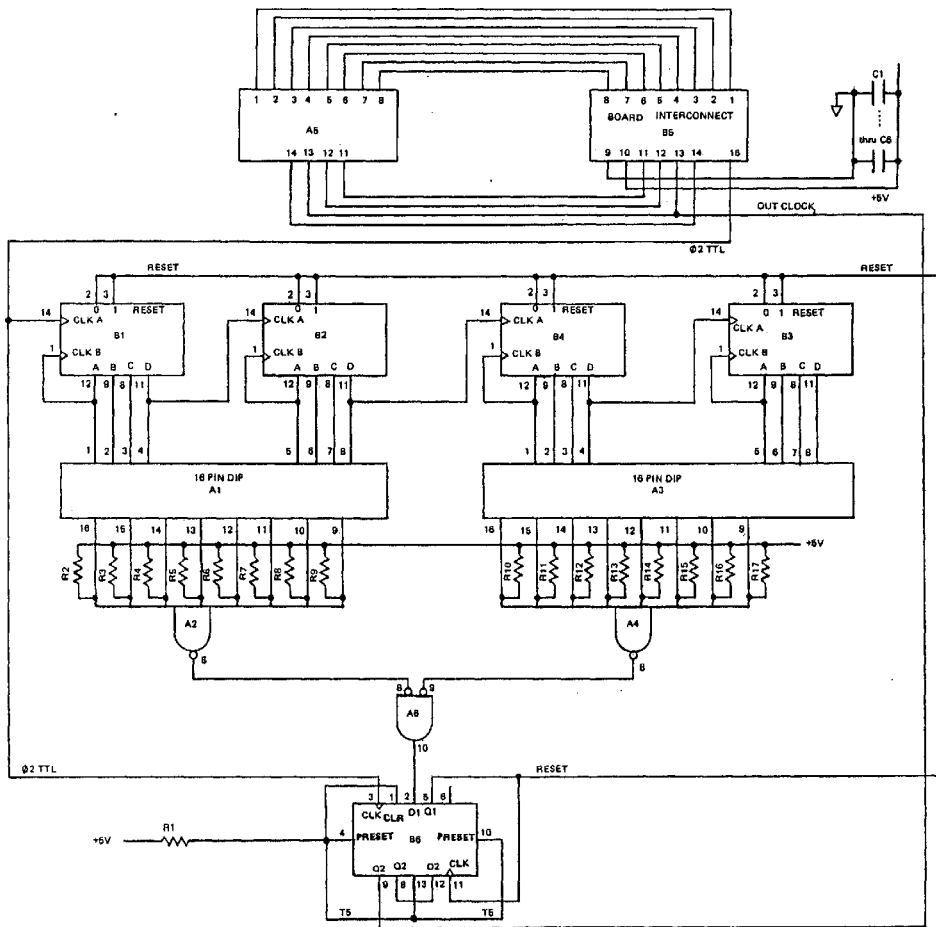 1 2 3 4 5 6 7 8
8 7 6 5 4 3 2 1
A5
BOARD INTERCONNECT
B5
14 13 12 11
9 10 11 12 13 14 15
C1
thru C6
+5V
OUT CLOCK
Ø2 TTL
RESET
RESET
2 3
2 3
2 3
2 3
0 1 RESET
0 1 RESET
0 1 RESET
0 1 RESET
14 CLK A
14 CLK A
14 CLK A
14 CLK A
B1
B2
B4
B3
1 CLK B
1 CLK B
1 CLK B
1 CLK B
A B C D
A B C D
A B C D
A B C D
12 9 8 11
12 9 8 11
12 9 8 11
12 9 8 11
1 2 3 4
5 6 7 8
1 2 3 4
5 6 7 8
16 PIN DIP
A1
16 PIN DIP
A3
16 15 14 13 12 11 10 9
16 15 14 13 12 11 10 9
+5V
R2 R3 R4 R5 R6 R7 R8 R9
R10 R11 R12 R13 R14 R15 R16 R17
A2
A4
8
8
8 9
A6
10
Ø2 TTL
RESET
3 1 2 5 6
CLK CLR D1 Q1
+5V
R1
4 PRESET
B6
PRESET 10
Q2 Q2 D2 CLK
9 8 13 12 11
T5
T5